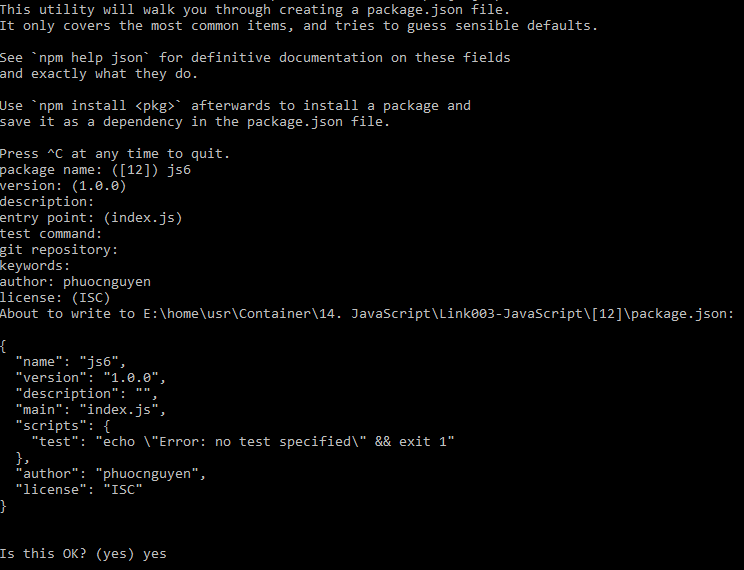 This utility will walk you through creating a package.json file.
It only covers the most common items, and tries to guess sensible defaults.
See `npm help json` for definitive documentation on these fields
and exactly what they do.
Use `npm install <pkg>` afterwards to install a package and
save it as a dependency in the package.json file.
Press ^C at any time to quit.
package name: ([12]) js6
version: (1.0.0)
description:
entry point: (index.js)
test command:
git repository:
keywords:
author: phuocnguyen
license: (ISC)
About to write to E:\home\usr\Container\14. JavaScript\Link003-JavaScript\[12]\package.json:
{
  "name": "js6",
  "version": "1.0.0",
  "description": "",
  "main": "index.js",
  "scripts": {
    "test": "echo \"Error: no test specified\" && exit 1"
  },
  "author": "phuocnguyen",
  "license": "ISC"
}
Is this OK? (yes) yes